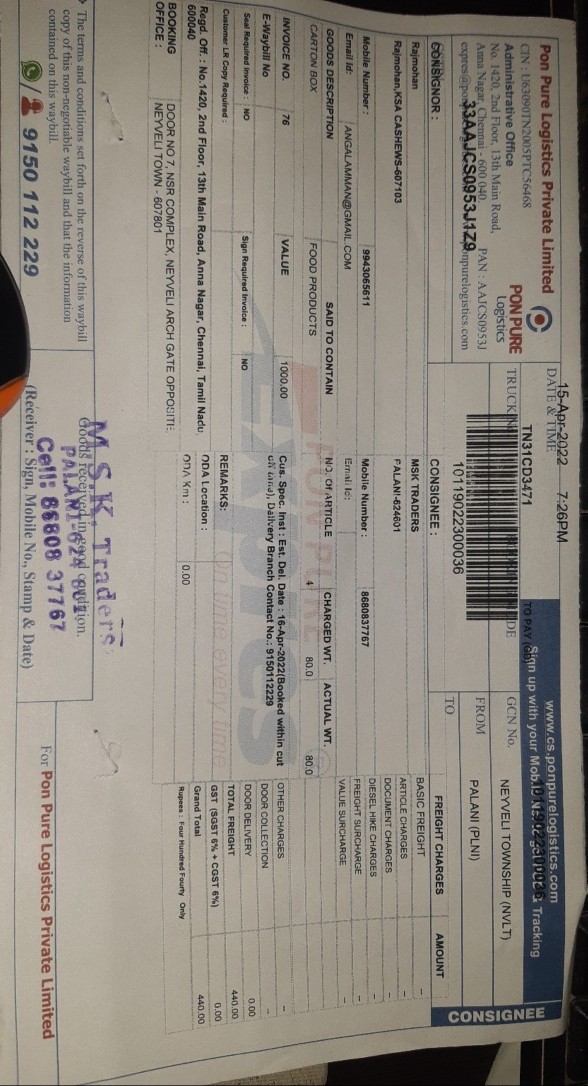 Pon Pure Logistics Private Limited
CIN : U63090TN2005PTC56468
Administrative Office
No. 1420, 2nd Floor, 13th Main Road,
Anna Nagar, Chennai - 600 040. PAN : AAJCS0953J
33AAJCS0953J1Z9
PON PURE
Logistics
15-Apr-2022 7:26PM
DATE & TIME
TN31CD3471
10119022300036
TO PAY
www.cs.ponpurelogistics.com
Tracking
GCN No.
FROM NEYVELI TOWNSHIP (NVLT)
TO PALANI (PLNI)
CONSIGNEE
CONSIGNOR :
Rajmohan
Rajmohan,KSA CASHEWS-607103
Mobile Number : 9943065611
Email Id: ANGALAMMAN@GMAIL.COM
CONSIGNEE :
MSK TRADERS
PALANI-624601
Mobile Number : 8680837767
Email Id:
GOODS DESCRIPTION SAID TO CONTAIN NO. OF ARTICLE CHARGED WT. ACTUAL WT.
CARTON BOX FOOD PRODUCTS 4 80.0 80.0
INVOICE NO. 76 VALUE 1000.00
E-Waybill No
Cus. Spec. Inst : Est. Del. Date : 16-Apr-2022(Booked within cut
off time), Delivery Branch Contact No.: 9150112229
Seal Required Invoice : NO Sign Required Invoice : NO
Customer LR Copy Required :
REMARKS:
ODA Location :
ODA Km : 0.00
Regd. Off. : No.1420, 2nd Floor, 13th Main Road, Anna Nagar, Chennai, Tamil Nadu,
600040
BOOKING OFFICE : DOOR NO 7, NSR COMPLEX, NEYVELI ARCH GATE OPPOSITE,
NEYVELI TOWN - 607801
FREIGHT CHARGES AMOUNT
BASIC FREIGHT –
ARTICLE CHARGES –
DOCUMENT CHARGES –
DIESEL HIKE CHARGES –
FREIGHT SURCHARGE –
VALUE SURCHARGE –
OTHER CHARGES –
DOOR COLLECTION –
DOOR DELIVERY 0.00
TOTAL FREIGHT 440.00
GST (SGST 6% + CGST 6%) 0.00
Grand Total 440.00
Rupees : Four Hundred Fourty Only
The terms and conditions set forth on the reverse of this waybill
copy of this non-negotiable waybill and that the information
contained on this waybill.
9150 112 229
Goods received in good condition.
M.S.K. Traders
PALANI-624 601
Cell: 86808 37767
(Receiver : Sign, Mobile No., Stamp & Date)
For Pon Pure Logistics Private Limited